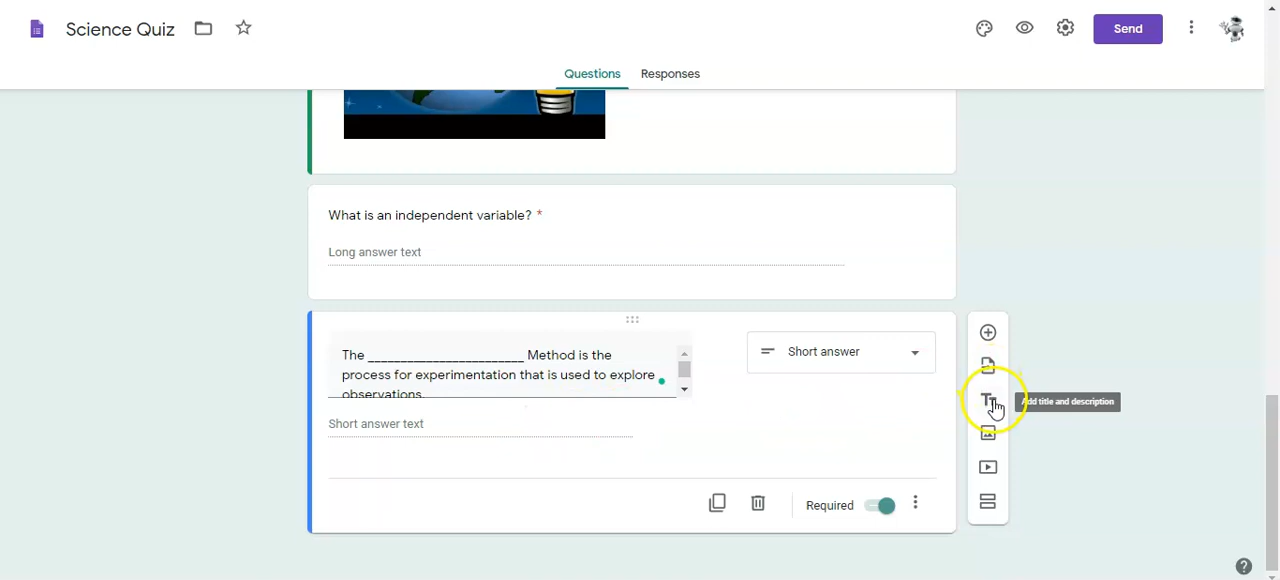 Science Quiz
Send
Questions
Responses
What is an independent variable? *
Long answer text
The ________________________ Method is the
process for experimentation that is used to explore
observations.
Short answer
Short answer text
Add title and description
Required